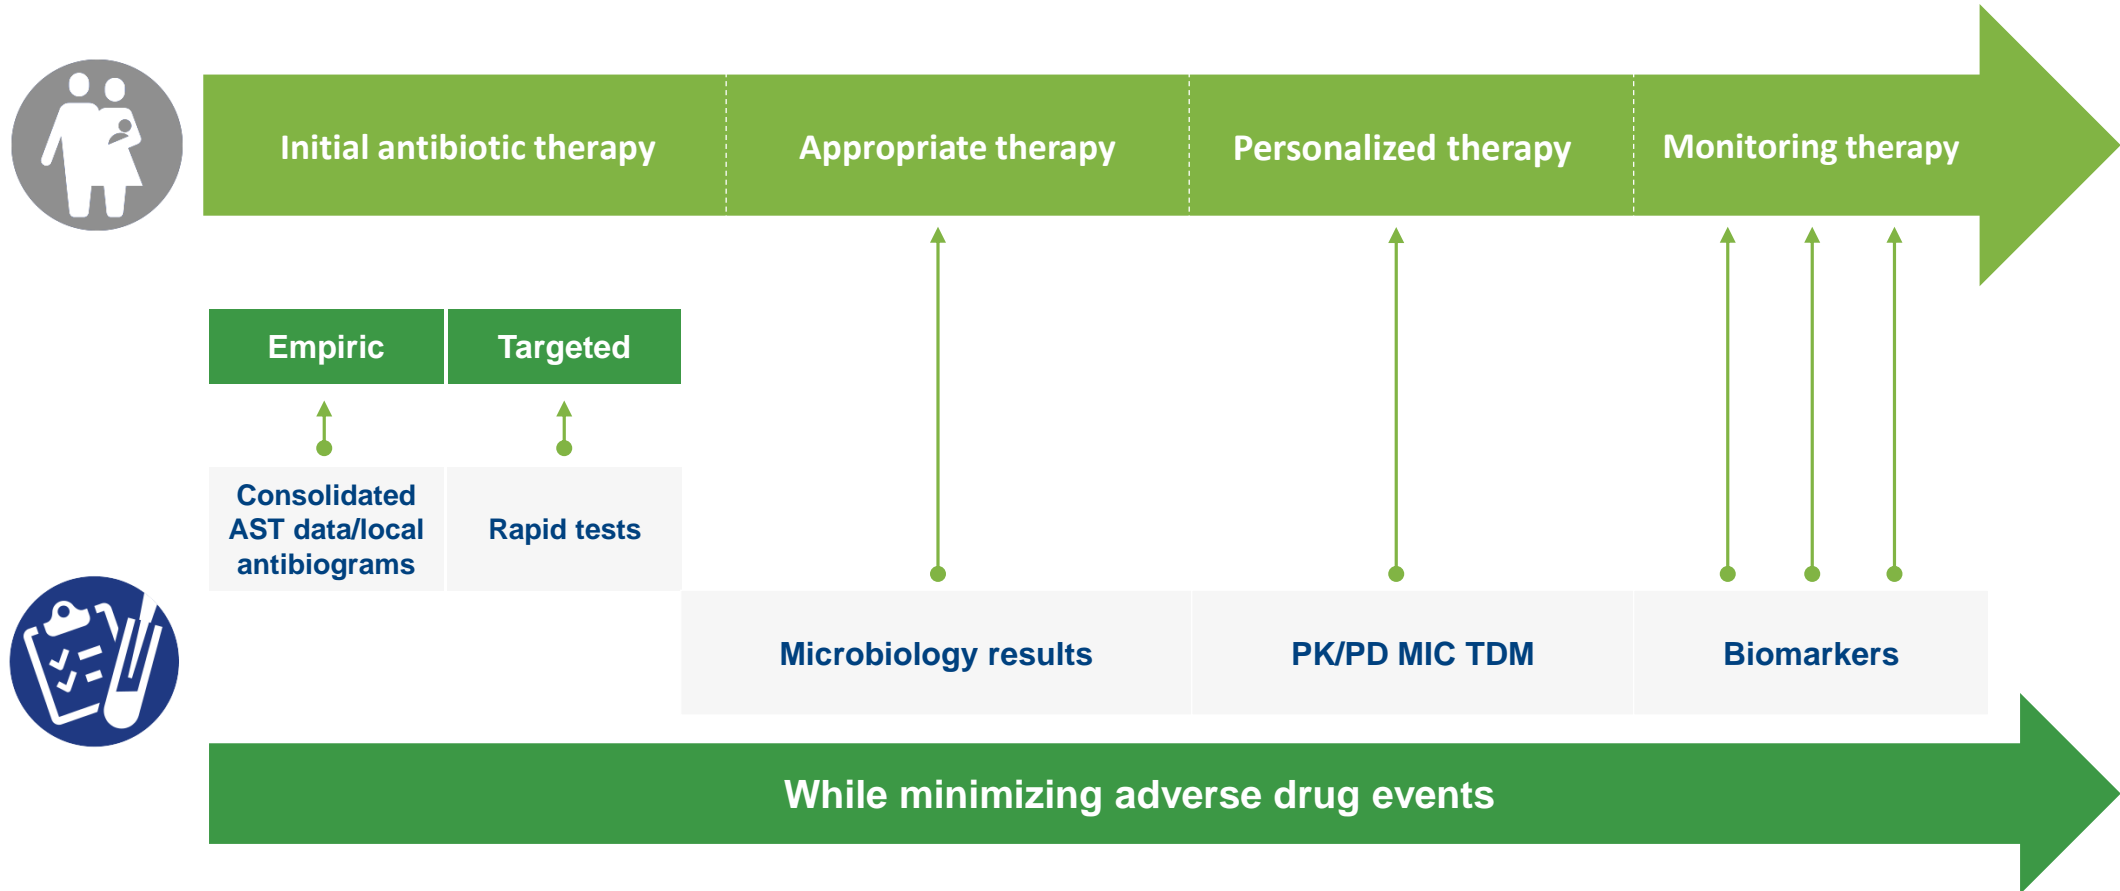 Initial antibiotic therapy
Appropriate therapy
Personalized therapy
Monitoring therapy
Empiric
Targeted
Consolidated
AST data/local
antibiograms
Rapid tests
Microbiology results
PK/PD MIC TDM
Biomarkers
While minimizing adverse drug events